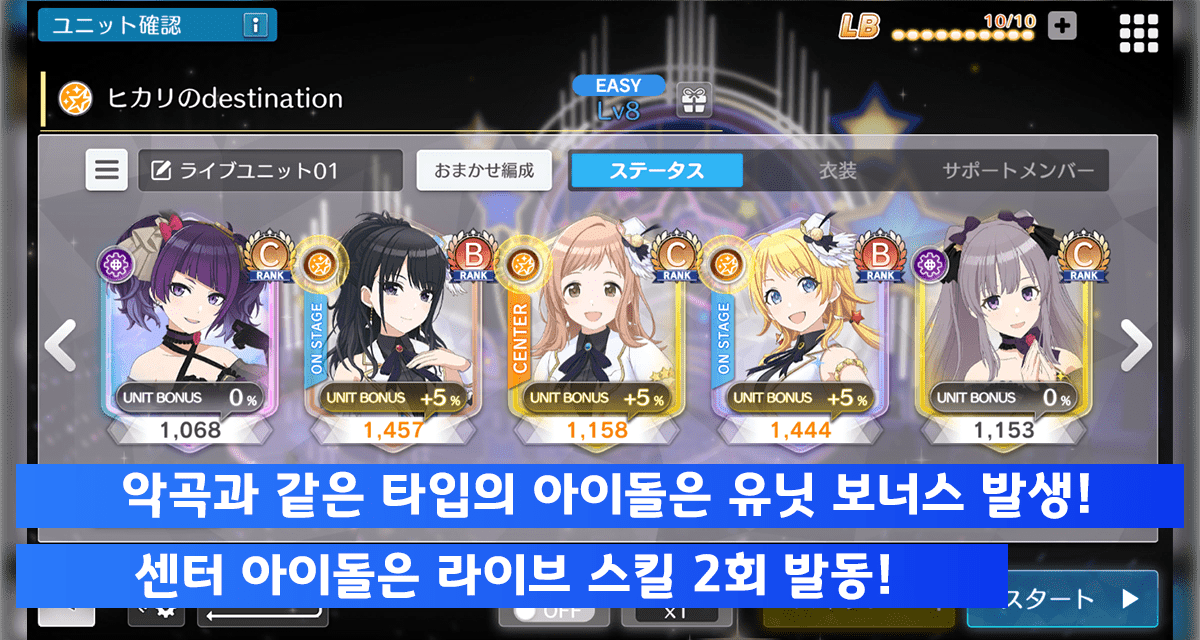 ユニット確認 i
LB 10/10 +
ヒカリのdestination
EASY
Lv8
ライブユニット01
おまかせ編成
ステータス
衣装
サポートメンバー
C RANK
B RANK
C RANK
B RANK
C RANK
ON STAGE
CENTER
ON STAGE
UNIT BONUS 0%
UNIT BONUS +5%
UNIT BONUS +5%
UNIT BONUS +5%
UNIT BONUS 0%
1,068
1,457
1,158
1,444
1,153
악곡과 같은 타입의 아이돌은 유닛 보너스 발생!
센터 아이돌은 라이브 스킬 2회 발동!
OFF
x1
スタート